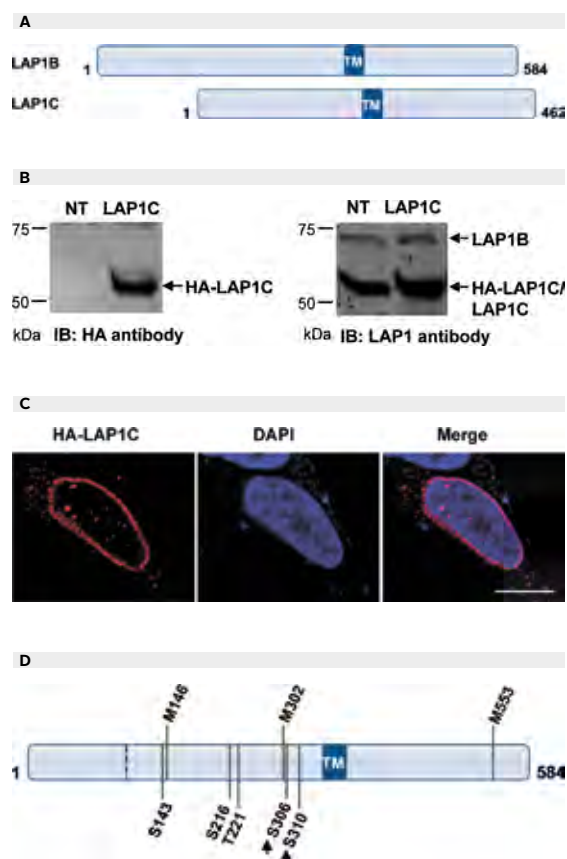 A
LAP1B 1 TM 584
LAP1C 1 TM 462
B
NT LAP1C NT LAP1C
75 75
LAP1B
HA-LAP1C HA-LAP1C/
LAP1C
50 50
kDa IB: HA antibody kDa IB: LAP1 antibody
C
HA-LAP1C DAPI Merge
D
M146 M302 M553
1 TM 584
S143 S216 T221 S306 S310